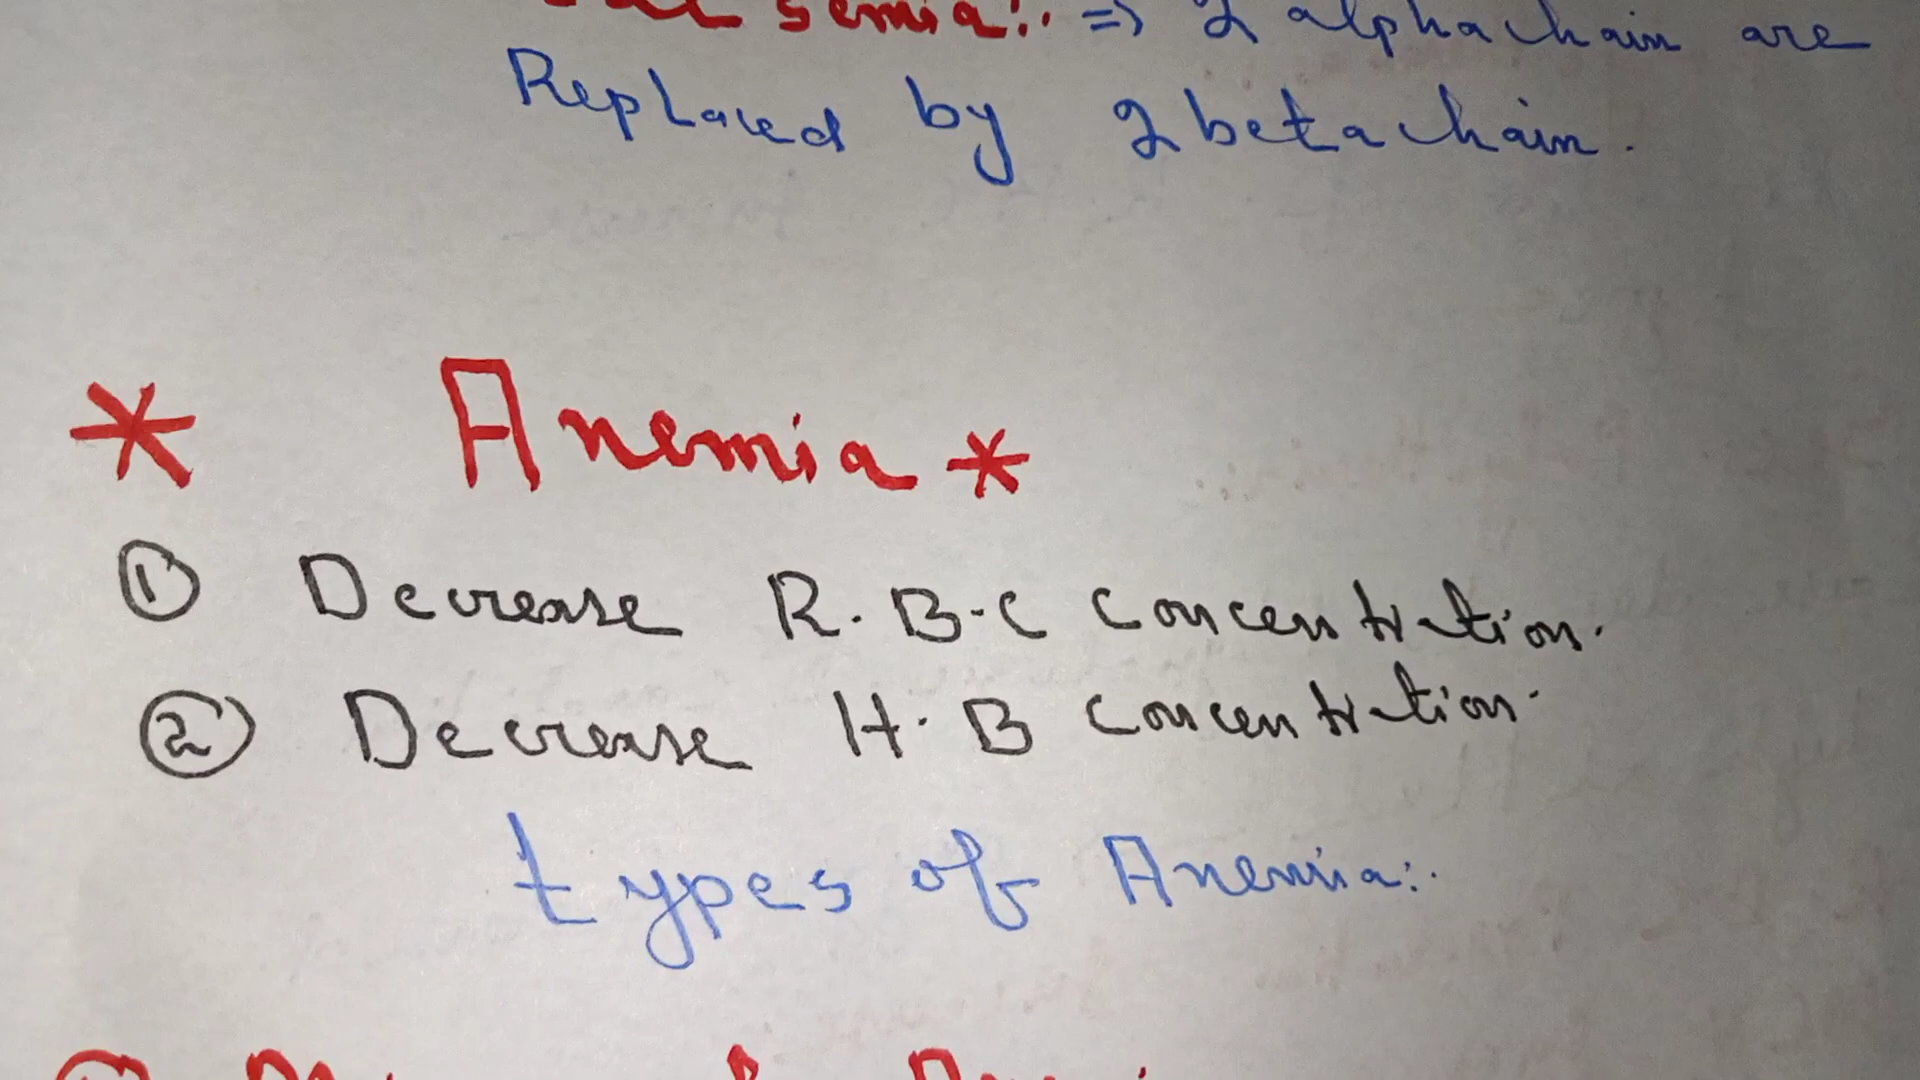 semia:. => 2 alpha chain are
Replaced by 2 beta chain.
* Anemia *
① Decrease R.B.C Concentration.
② Decrease H.B Concentration.
types of Anemia:.